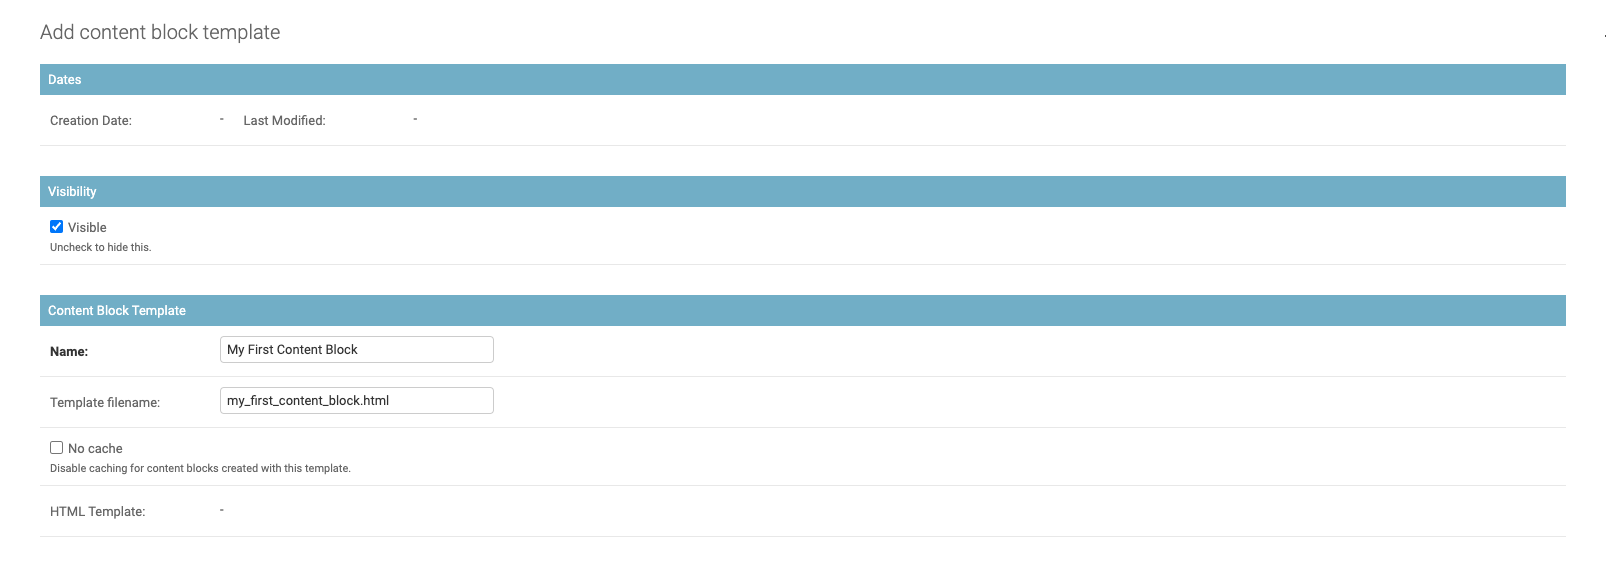 Add content block template
Dates
Creation Date: - Last Modified: -
Visibility
Visible
Uncheck to hide this.
Content Block Template
Name: My First Content Block
Template filename: my_first_content_block.html
No cache
Disable caching for content blocks created with this template.
HTML Template: -